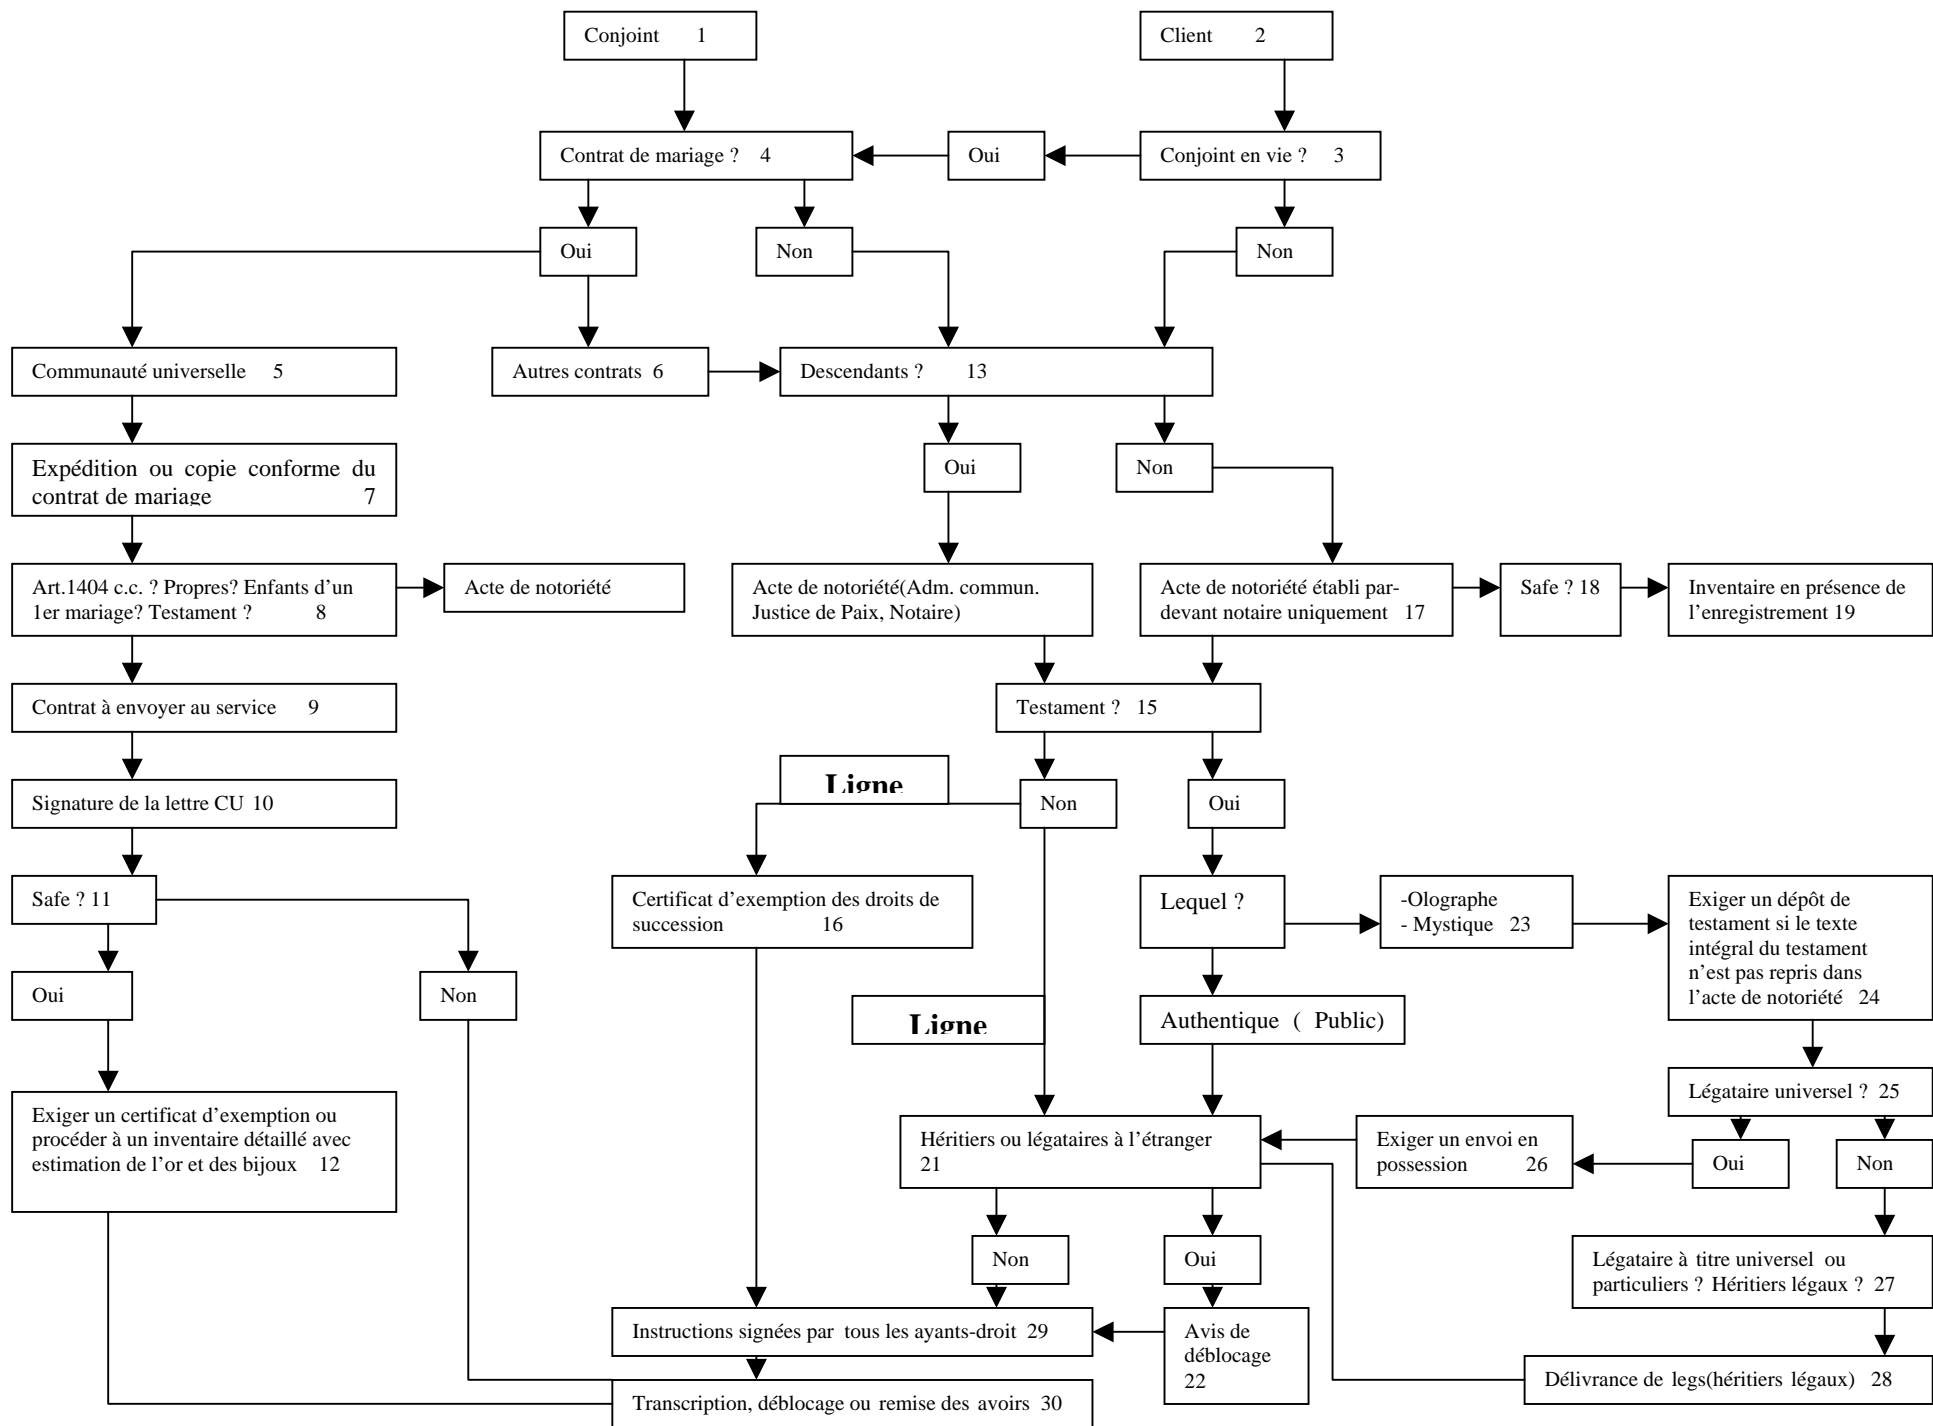 Conjoint 1
Client 2
Contrat de mariage ? 4
Oui
Conjoint en vie ? 3
Oui
Non
Non
Communauté universelle 5
Autres contrats 6
Descendants ? 13
Expédition ou copie conforme du
contrat de mariage 7
Oui
Non
Art.1404 c.c. ? Propres? Enfants d’un
1er mariage? Testament ? 8
Acte de notoriété
Acte de notoriété(Adm. commun.
Justice de Paix, Notaire)
Acte de notoriété établi par-
devant notaire uniquement 17
Safe ? 18
Inventaire en présence de
l’enregistrement 19
Contrat à envoyer au service 9
Testament ? 15
Signature de la lettre CU 10
Ligne
Non
Oui
Safe ? 11
Certificat d’exemption des droits de
succession 16
Lequel ?
-Olographe
- Mystique 23
Exiger un dépôt de
testament si le texte
intégral du testament
n’est pas repris dans
l’acte de notoriété 24
Oui
Non
Ligne
Authentique ( Public)
Exiger un certificat d’exemption ou
procéder à un inventaire détaillé avec
estimation de l’or et des bijoux 12
Légataire universel ? 25
Héritiers ou légataires à l’étranger
21
Exiger un envoi en
possession 26
Oui
Non
Non
Oui
Légataire à titre universel ou
particuliers ? Héritiers légaux ? 27
Instructions signées par tous les ayants-droit 29
Avis de
déblocage
22
Délivrance de legs(héritiers légaux) 28
Transcription, déblocage ou remise des avoirs 30